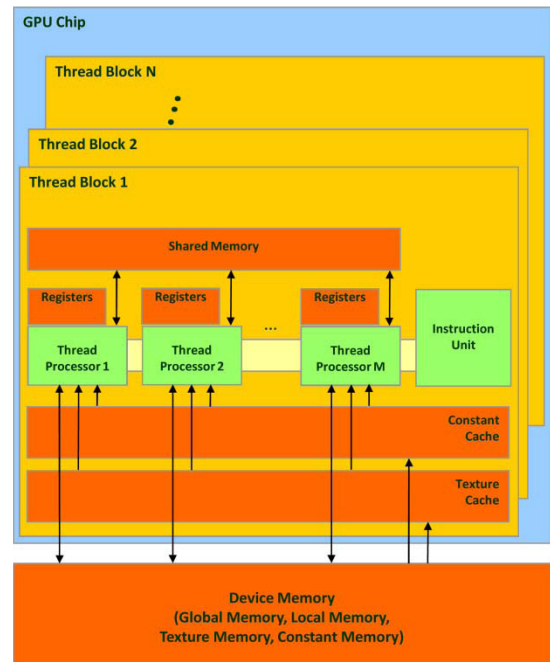 GPU Chip
Thread Block N
Thread Block 2
Thread Block 1
Shared Memory
Registers
Registers
Registers
...
Thread
Processor 1
Thread
Processor 2
Thread
Processor M
Instruction
Unit
Constant
Cache
Texture
Cache
Device Memory
(Global Memory, Local Memory,
Texture Memory, Constant Memory)